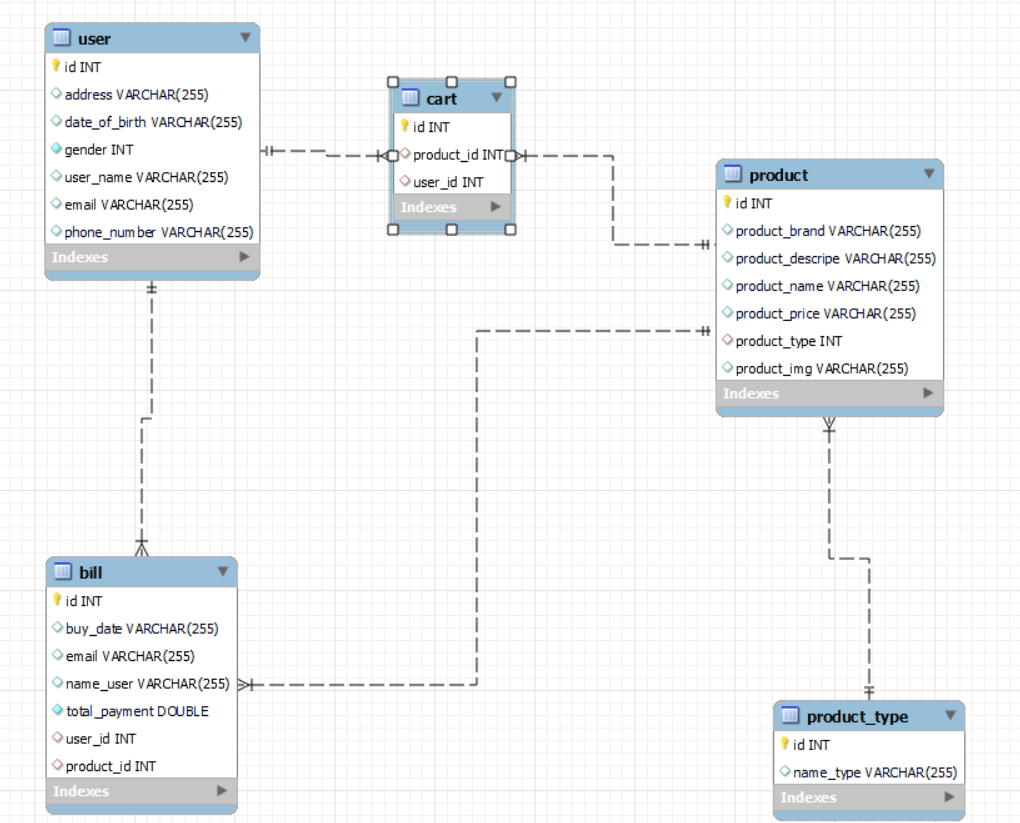 user
id INT
address VARCHAR(255)
date_of_birth VARCHAR(255)
gender INT
user_name VARCHAR(255)
email VARCHAR(255)
phone_number VARCHAR(255)
Indexes
cart
id INT
product_id INT
user_id INT
Indexes
product
id INT
product_brand VARCHAR(255)
product_descripe VARCHAR(255)
product_name VARCHAR(255)
product_price VARCHAR(255)
product_type INT
product_img VARCHAR(255)
Indexes
bill
id INT
buy_date VARCHAR(255)
email VARCHAR(255)
name_user VARCHAR(255)
total_payment DOUBLE
user_id INT
product_id INT
Indexes
product_type
id INT
name_type VARCHAR(255)
Indexes